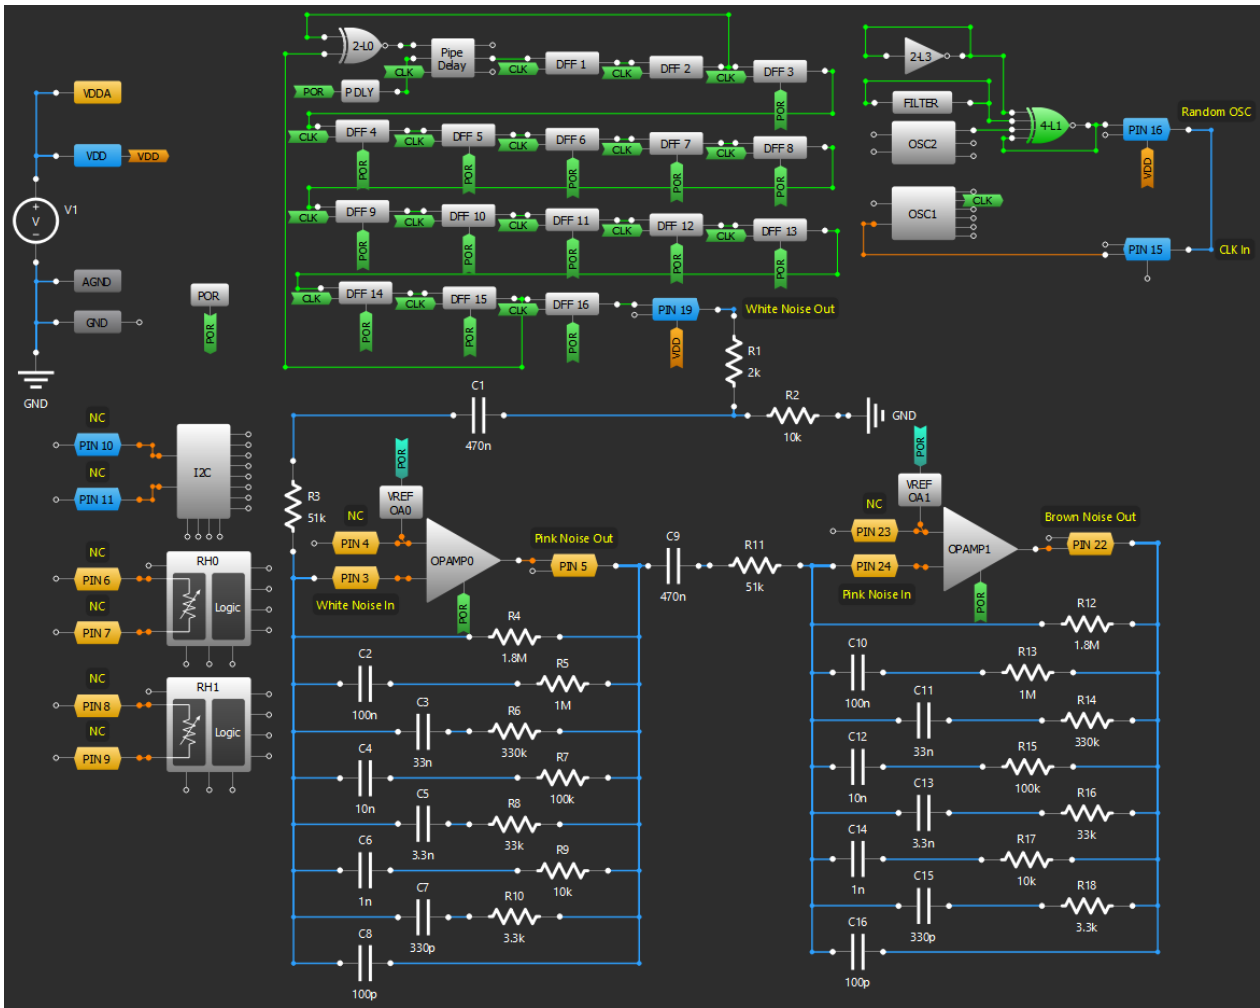 2-L0
Pipe
Delay
CLK
DFF 1
CLK
DFF 2
CLK
DFF 3
POR
PDLY
POR
2-L3
FILTER
OSC2
4-L1
Random OSC
PIN 16
VDD
OSC1
CLK
PIN 15
CLK In
VDDA
VDD
VDD
V1
+
V
−
AGND
GND
GND
POR
POR
CLK
DFF 4
CLK
DFF 5
CLK
DFF 6
CLK
DFF 7
CLK
DFF 8
POR
POR
POR
POR
POR
CLK
DFF 9
CLK
DFF 10
CLK
DFF 11
CLK
DFF 12
CLK
DFF 13
POR
POR
POR
POR
POR
CLK
DFF 14
CLK
DFF 15
CLK
DFF 16
PIN 19
White Noise Out
POR
POR
POR
VDD
R1
2k
C1
470n
R2
10k
GND
NC
PIN 10
NC
PIN 11
I2C
NC
PIN 6
NC
PIN 7
RH0
Logic
NC
PIN 8
NC
PIN 9
RH1
Logic
R3
51k
POR
VREF
OA0
NC
PIN 4
PIN 3
White Noise In
OPAMP0
POR
Pink Noise Out
PIN 5
C9
470n
R11
51k
POR
VREF
OA1
NC
PIN 23
PIN 24
Pink Noise In
OPAMP1
POR
Brown Noise Out
PIN 22
R4
1.8M
C2
100n
R5
1M
C3
33n
R6
330k
C4
10n
R7
100k
C5
3.3n
R8
33k
C6
1n
R9
10k
C7
330p
R10
3.3k
C8
100p
R12
1.8M
C10
100n
R13
1M
C11
33n
R14
330k
C12
10n
R15
100k
C13
3.3n
R16
33k
C14
1n
R17
10k
C15
330p
R18
3.3k
C16
100p